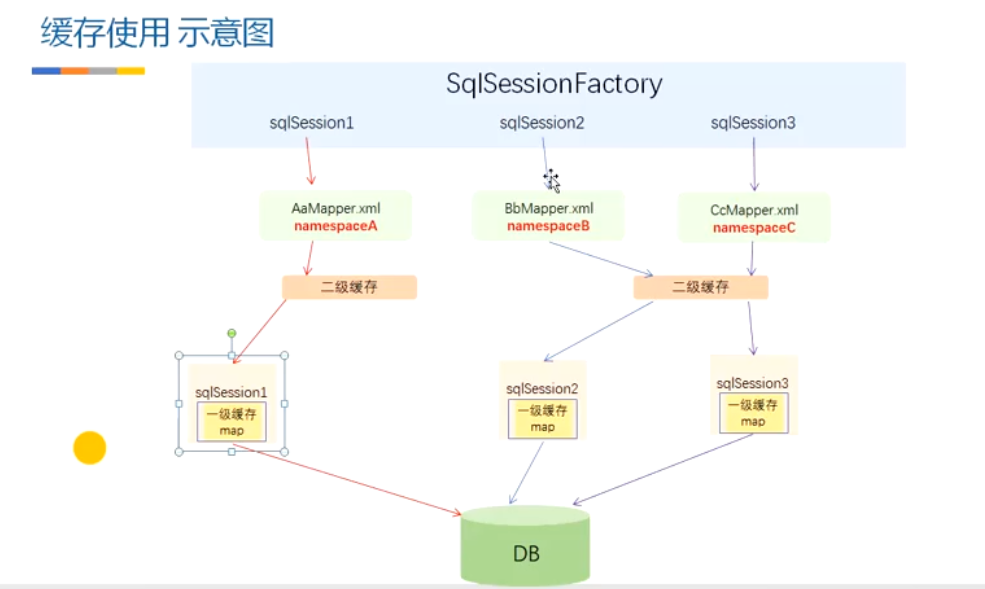 缓存使用 示意图
SqlSessionFactory
sqlSession1
sqlSession2
sqlSession3
AaMapper.xml
namespaceA
BbMapper.xml
namespaceB
CcMapper.xml
namespaceC
二级缓存
二级缓存
sqlSession1
一级缓存
map
sqlSession2
一级缓存
map
sqlSession3
一级缓存
map
DB